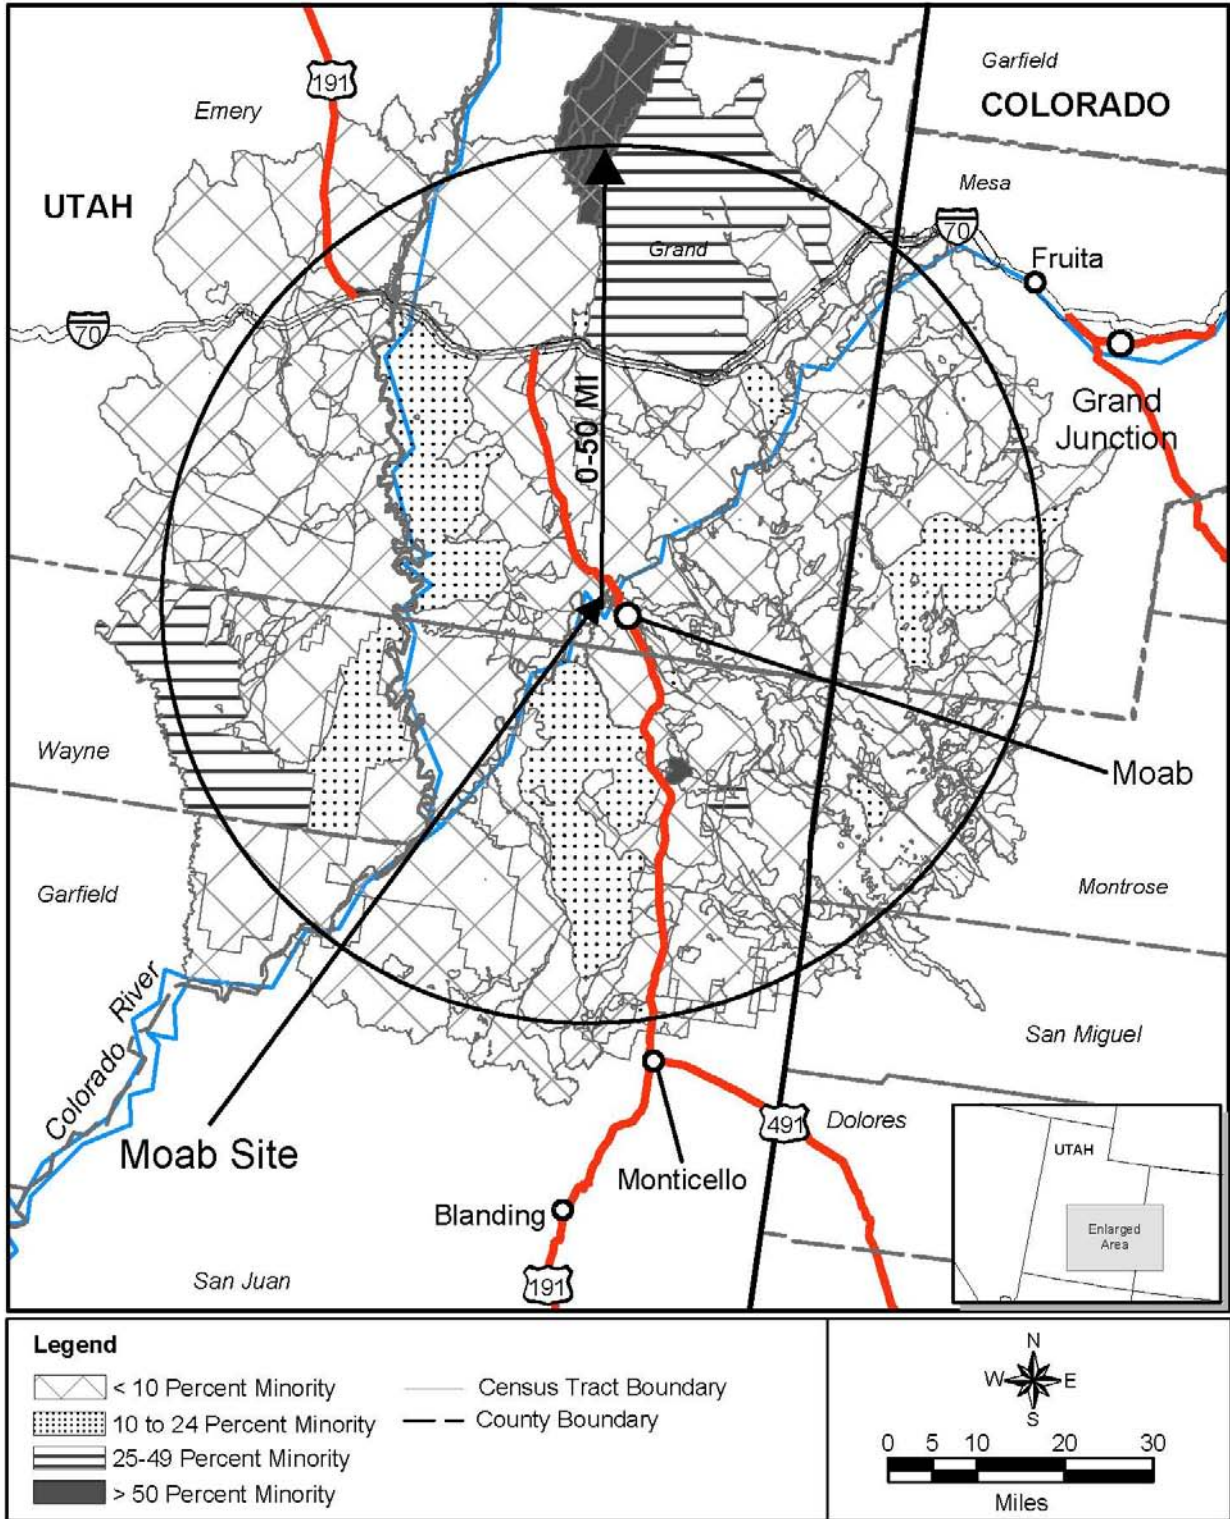 191
Garfield
Emery
COLORADO
Mesa
UTAH
70
Grand
Fruita
70
0-50 MI
Grand
Junction
Wayne
Moab
Garfield
Montrose
Colorado River
San Miguel
491
Dolores
Moab Site
UTAH
Monticello
Blanding
Enlarged
Area
San Juan
191
Legend
< 10 Percent Minority
10 to 24 Percent Minority
25-49 Percent Minority
> 50 Percent Minority
Census Tract Boundary
County Boundary
N
W E
S
0 5 10 20 30
Miles